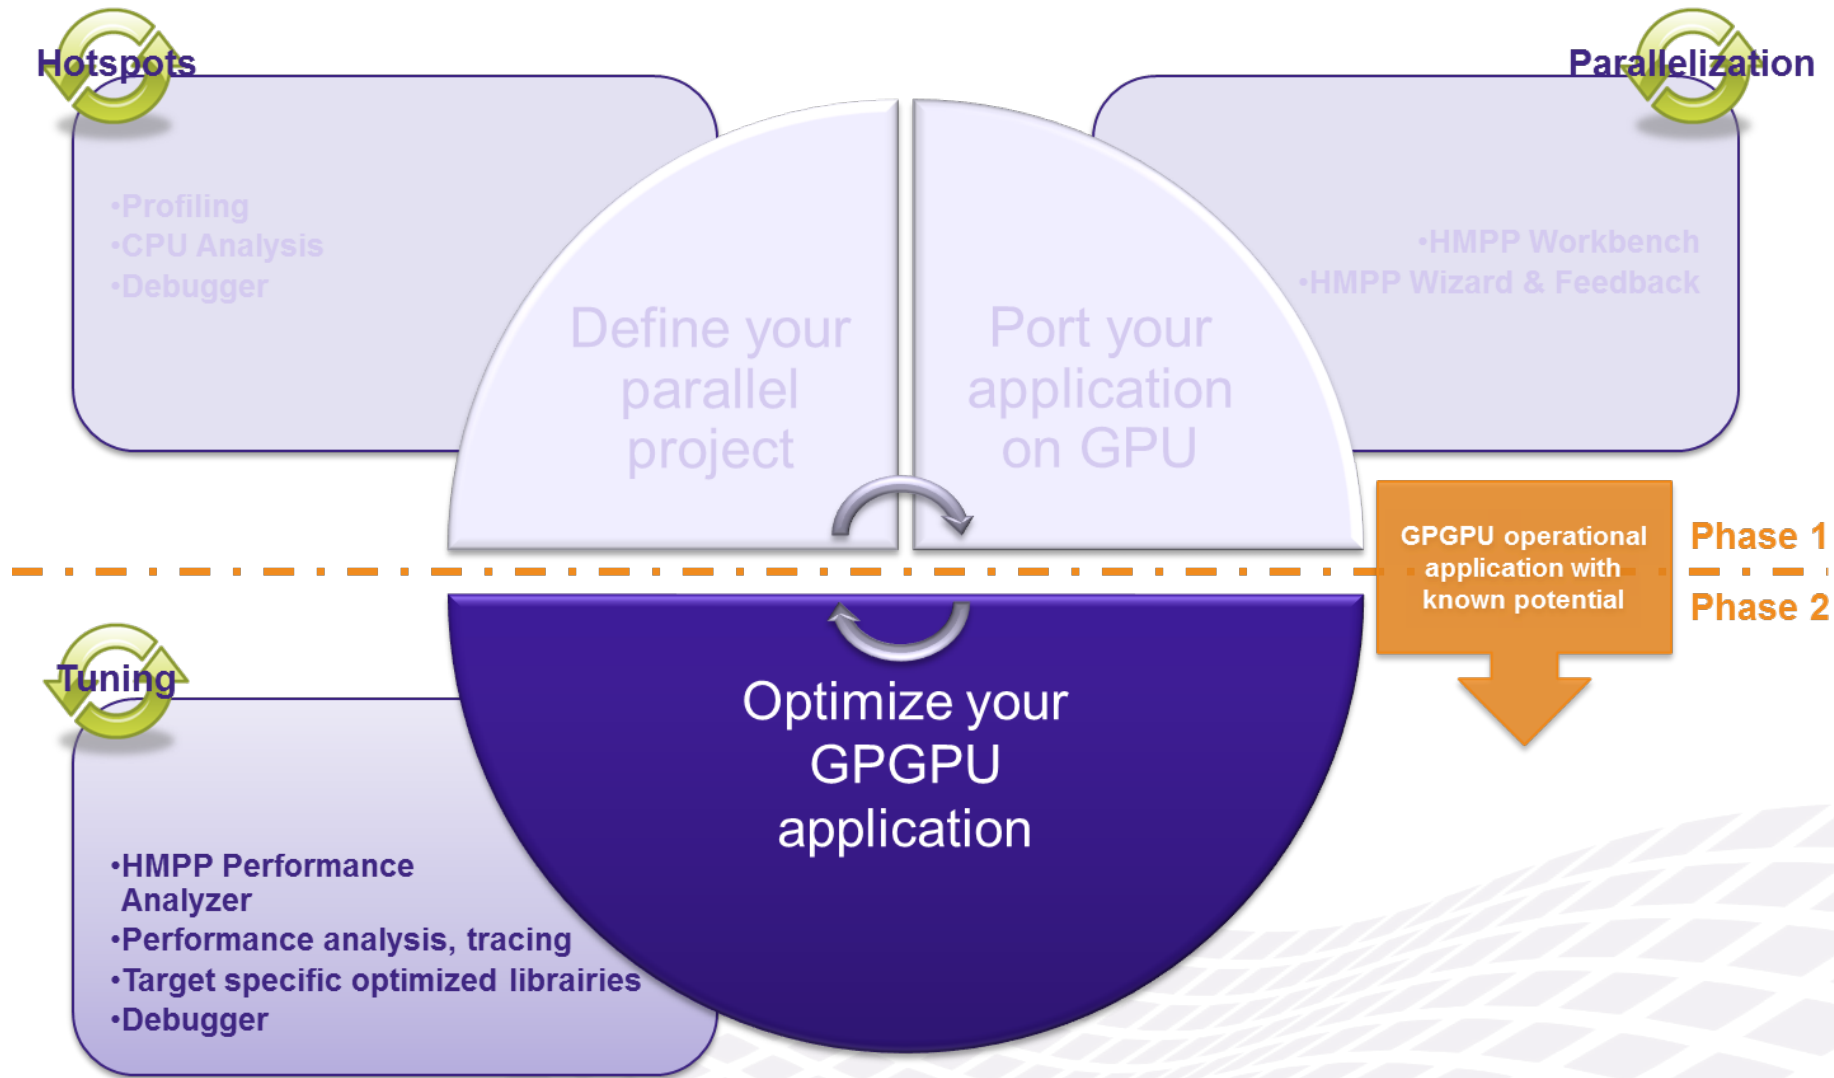 Hotspots
•Profiling
•CPU Analysis
•Debugger
Define your
parallel
project
Parallelization
•HMPP Workbench
•HMPP Wizard & Feedback
Port your
application
on GPU
GPGPU operational
application with
known potential
Phase 1
Phase 2
Tuning
•HMPP Performance
Analyzer
•Performance analysis, tracing
•Target specific optimized librairies
•Debugger
Optimize your
GPGPU
application